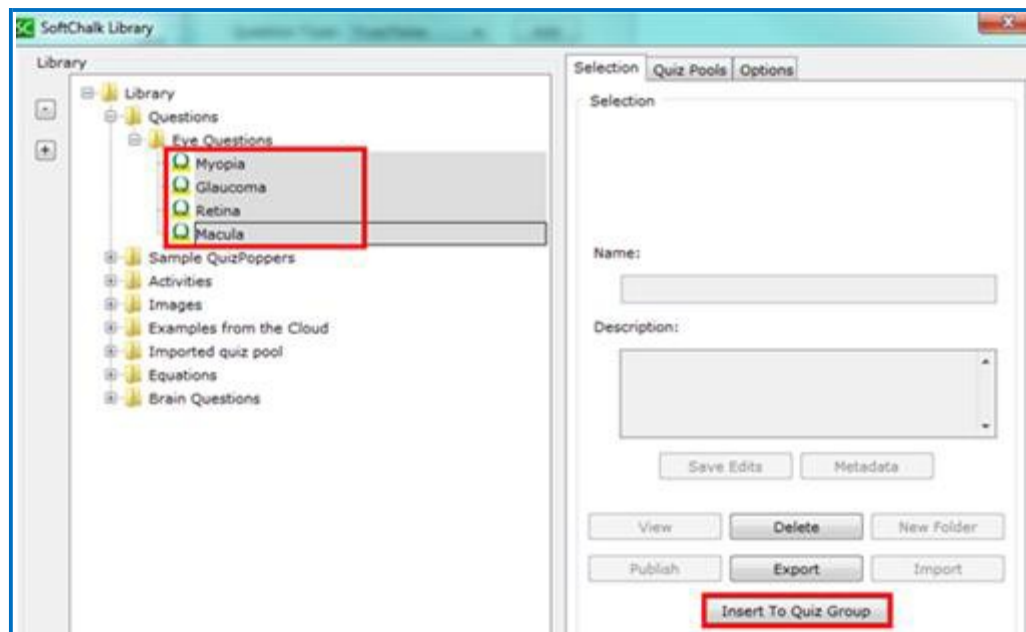 SC SoftChalk Library
Library
Library
Questions
Eye Questions
Myopia
Glaucoma
Retina
Macula
Sample QuizPoppers
Activities
Images
Examples from the Cloud
Imported quiz pool
Equations
Brain Questions
Selection Quiz Pools Options
Selection
Name:
Description:
Save Edits Metadata
View Delete New Folder
Publish Export Import
Insert To Quiz Group